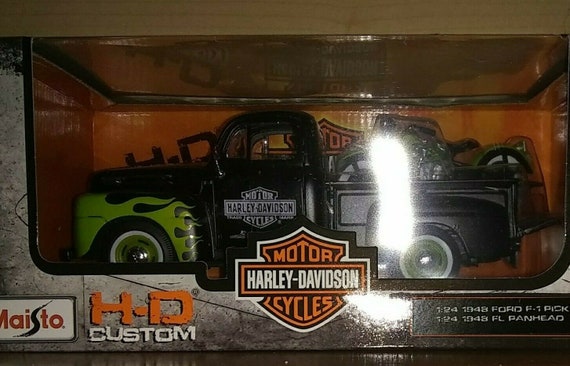 MOTOR
HARLEY-DAVIDSON
CYCLES
MOTOR
HARLEY-DAVIDSON
CYCLES
Maisto
H-D
CUSTOM
1:24 1948 FORD F-1 PICK
1:24 1948 FL PANHEAD